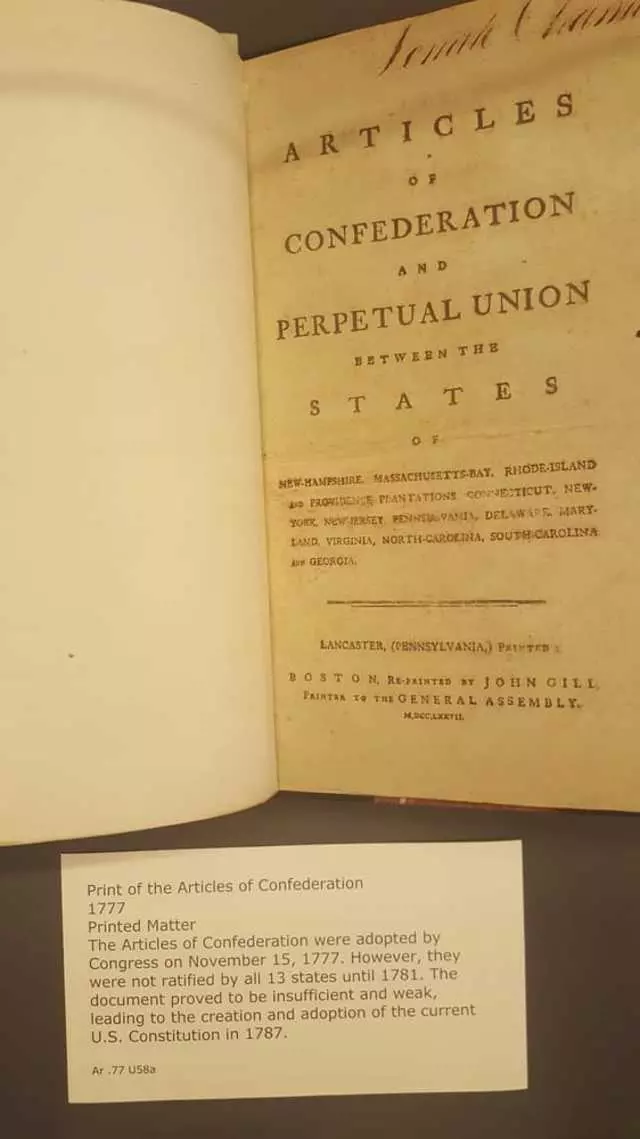 ARTICLES
OF
CONFEDERATION
AND
PERPETUAL UNION
BETWEEN THE
STATES
OF
NEW-HAMPSHIRE, MASSACHUSETTS-BAY, RHODE-ISLAND
AND PROVIDENCE PLANTATIONS, CONNECTICUT, NEW-
YORK, NEW-JERSEY, PENNSYLVANIA, DELAWARE, MARY-
LAND, VIRGINIA, NORTH-CAROLINA, SOUTH-CAROLINA
AND GEORGIA.
LANCASTER, (PENNSYLVANIA,) PRINTED:
BOSTON, RE-PRINTED BY JOHN GILL,
PRINTER TO THE GENERAL ASSEMBLY.
M,DCC,LXXVII.
Print of the Articles of Confederation
1777
Printed Matter
The Articles of Confederation were adopted by
Congress on November 15, 1777. However, they
were not ratified by all 13 states until 1781. The
document proved to be insufficient and weak,
leading to the creation and adoption of the current
U.S. Constitution in 1787.
Ar .77 U58a